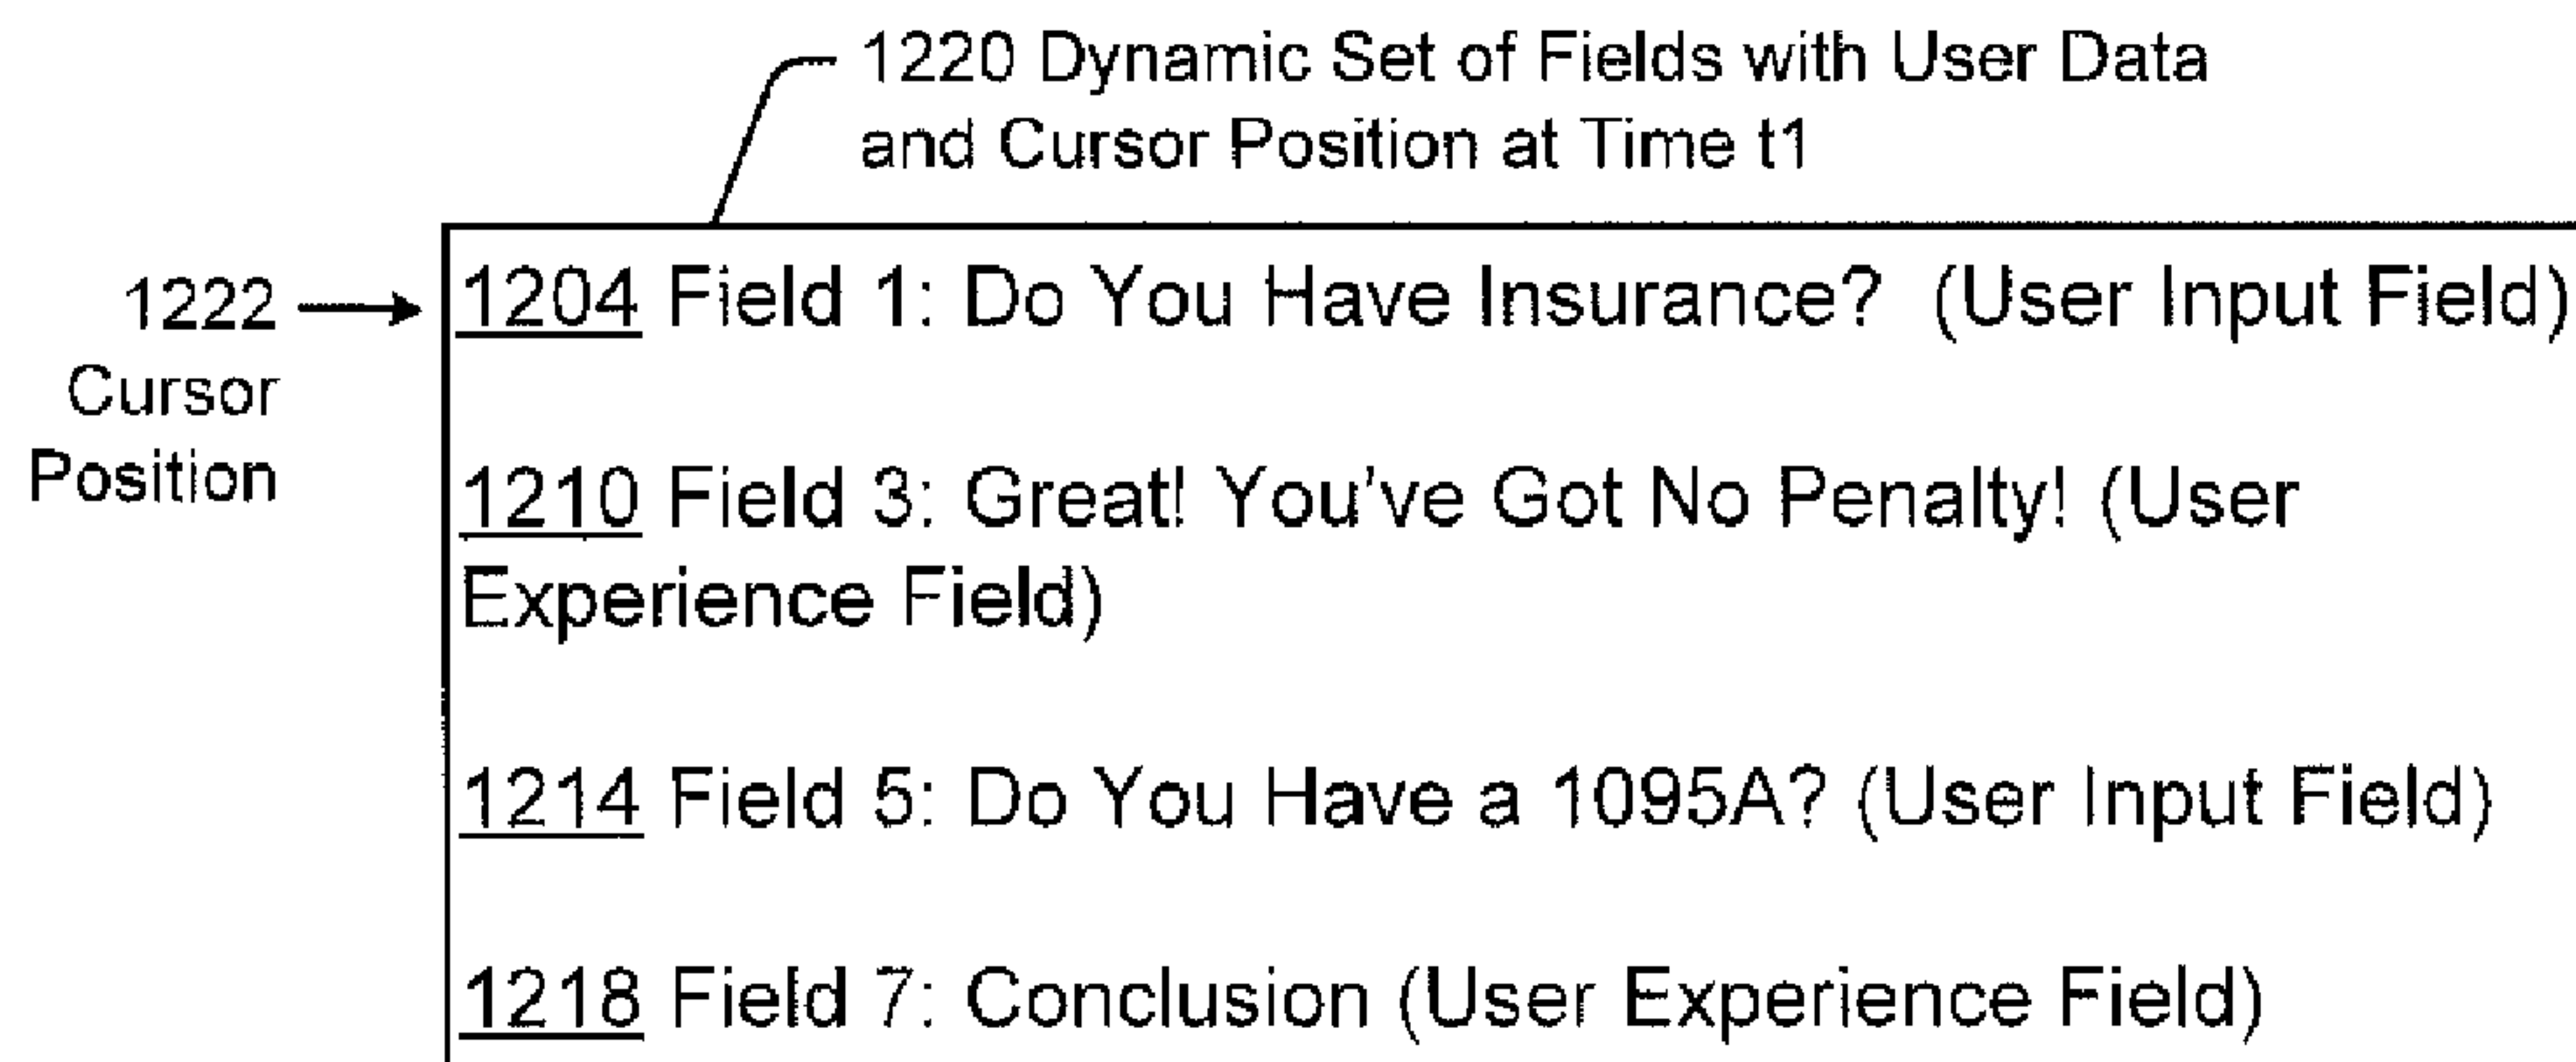 1220 Dynamic Set of Fields with User Data
and Cursor Position at Time t1
1222
Cursor
Position
1204 Field 1: Do You Have Insurance? (User Input Field)
1210 Field 3: Great! You've Got No Penalty! (User
Experience Field)
1214 Field 5: Do You Have a 1095A? (User Input Field)
1218 Field 7: Conclusion (User Experience Field)